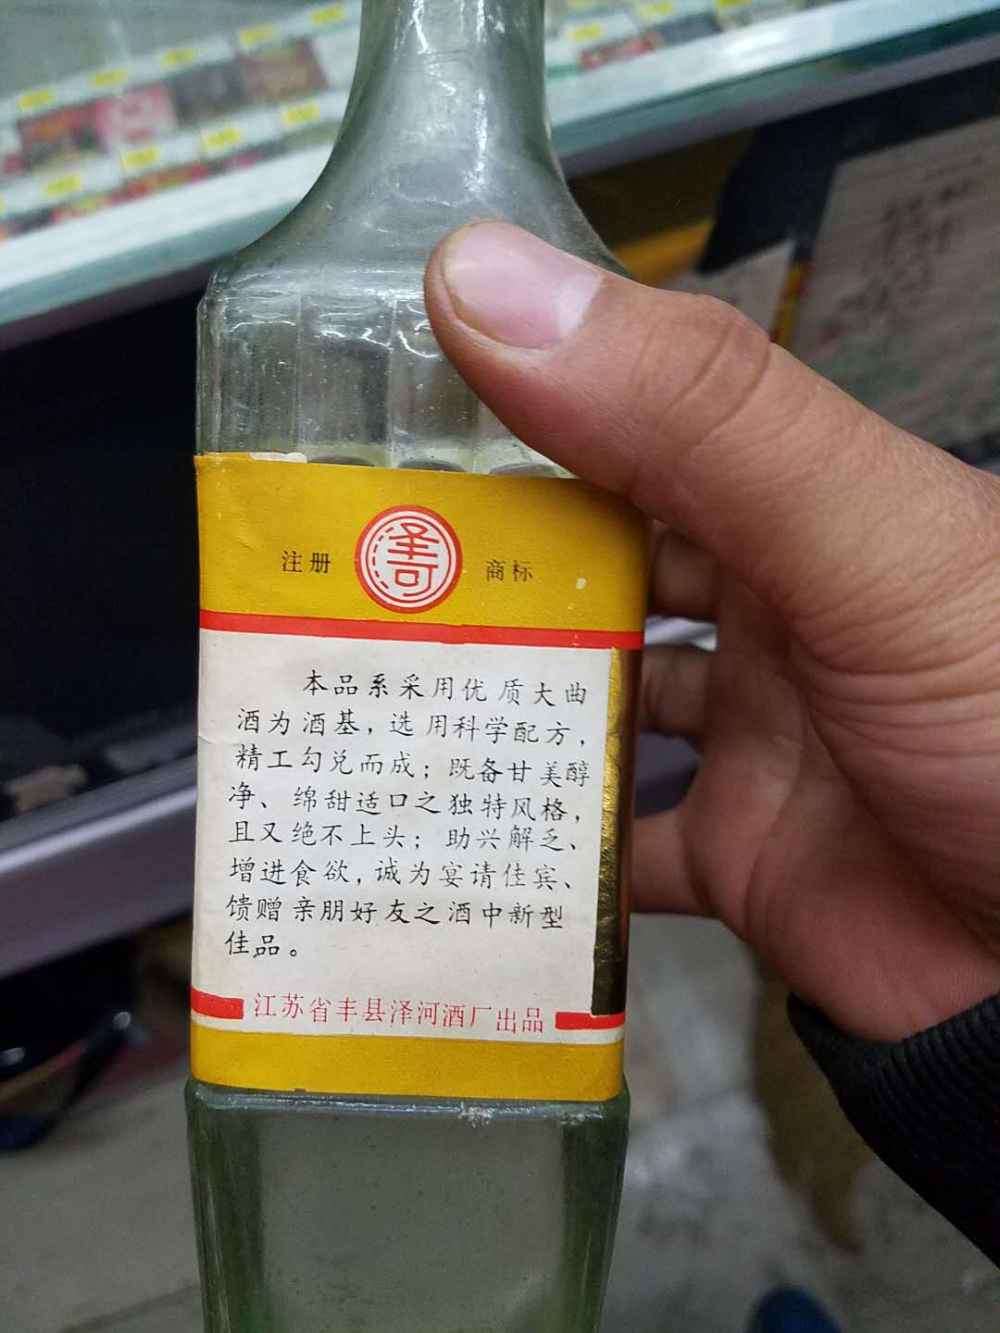 注册 泽河 商标
本品系采用优质大曲
酒为酒基，选用科学配方，
精工勾兑而成；既备甘美醇
净、绵甜适口之独特风格，
且又绝不上头；助兴解乏、
增进食欲，诚为宴请佳宾、
馈赠亲朋好友之酒中新型
佳品。
江苏省丰县泽河酒厂出品